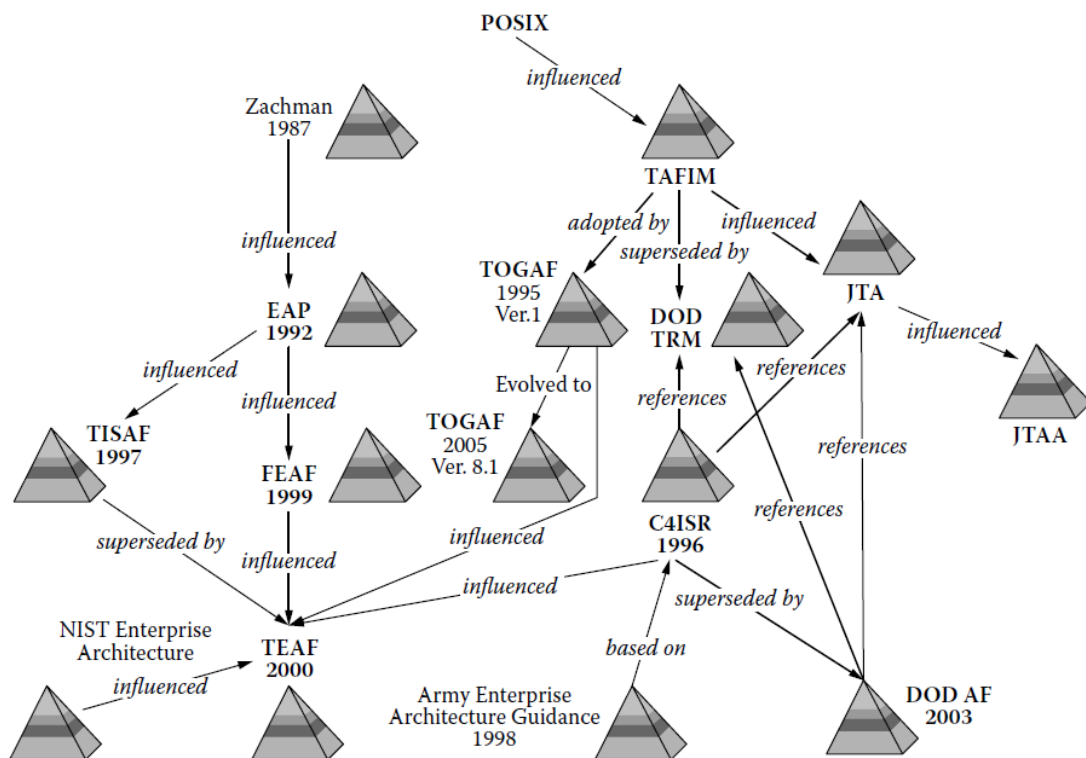 POSIX
influenced
Zachman
1987
TAFIM
adopted by
influenced
superseded by
influenced
TOGAF
1995
Ver.1
DOD
TRM
JTA
EAP
1992
influenced
influenced
Evolved to
references
references
influenced
TISAF
1997
FEAF
1999
TOGAF
2005
Ver. 8.1
references
JTAA
superseded by
influenced
influenced
C4ISR
1996
references
influenced
superseded by
NIST Enterprise
Architecture
influenced
TEAF
2000
based on
Army Enterprise
Architecture Guidance
1998
DOD AF
2003